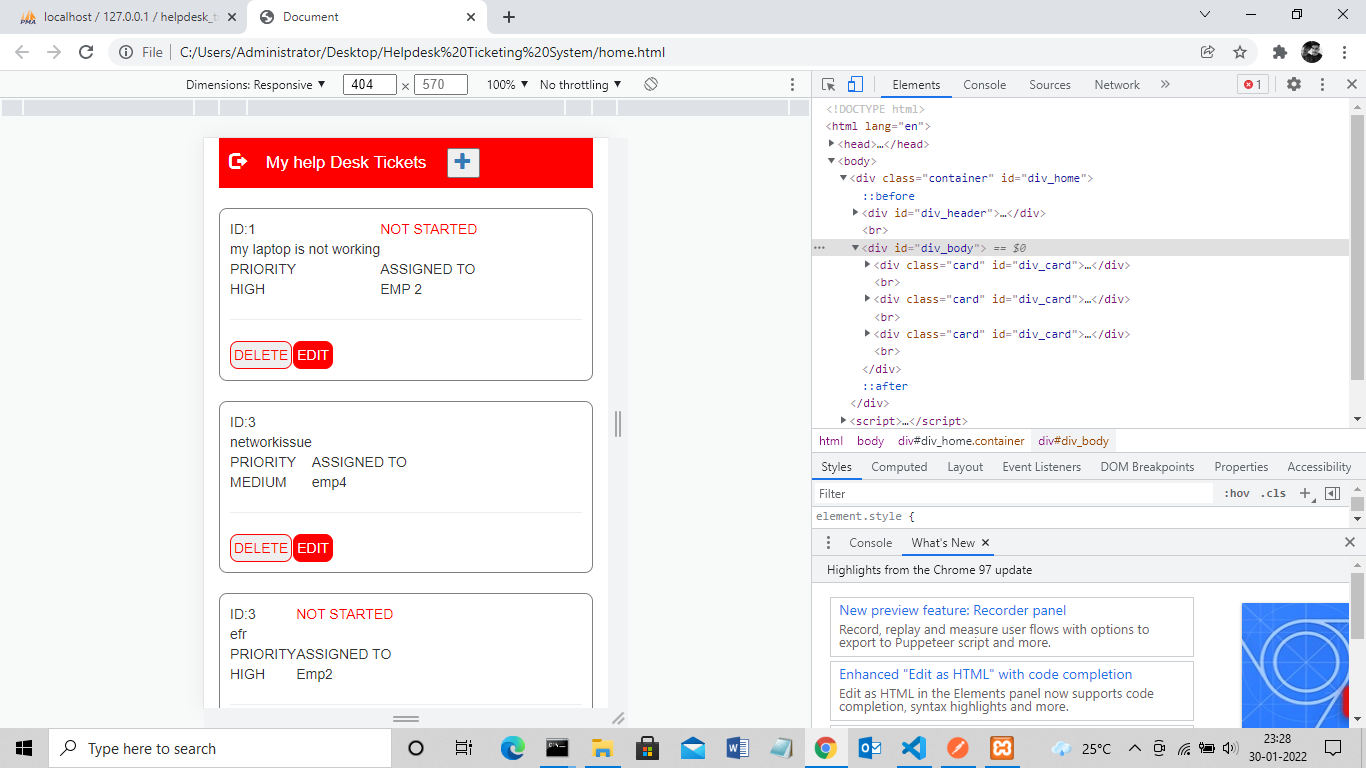 localhost / 127.0.0.1 / helpdesk_t
Document
File C:/Users/Administrator/Desktop/Helpdesk%20Ticketing%20System/home.html
Dimensions: Responsive ▼ 404 × 570 100% ▼ No throttling ▼
My help Desk Tickets
ID:1 NOT STARTED
my laptop is not working
PRIORITY ASSIGNED TO
HIGH EMP 2
DELETE EDIT
ID:3
networkissue
PRIORITY ASSIGNED TO
MEDIUM emp4
DELETE EDIT
ID:3 NOT STARTED
efr
PRIORITYASSIGNED TO
HIGH Emp2
Elements Console Sources Network » 1
<!DOCTYPE html>
<html lang="en">
<head>…</head>
<body>
<div class="container" id="div_home">
::before
<div id="div_header">…</div>
<br>
<div id="div_body"> == $0
<div class="card" id="div_card">…</div>
<br>
<div class="card" id="div_card">…</div>
<br>
<div class="card" id="div_card">…</div>
<br>
</div>
::after
</div>
<script>…</script>
html body div#div_home.container div#div_body
Styles Computed Layout Event Listeners DOM Breakpoints Properties Accessibility
Filter :hov .cls +
element.style {
Console What's New ×
Highlights from the Chrome 97 update
New preview feature: Recorder panel
Record, replay and measure user flows with options to
export to Puppeteer script and more.
Enhanced "Edit as HTML" with code completion
Edit as HTML in the Elements panel now supports code
completion, syntax highlights and more.
Type here to search
25°C
23:28
30-01-2022